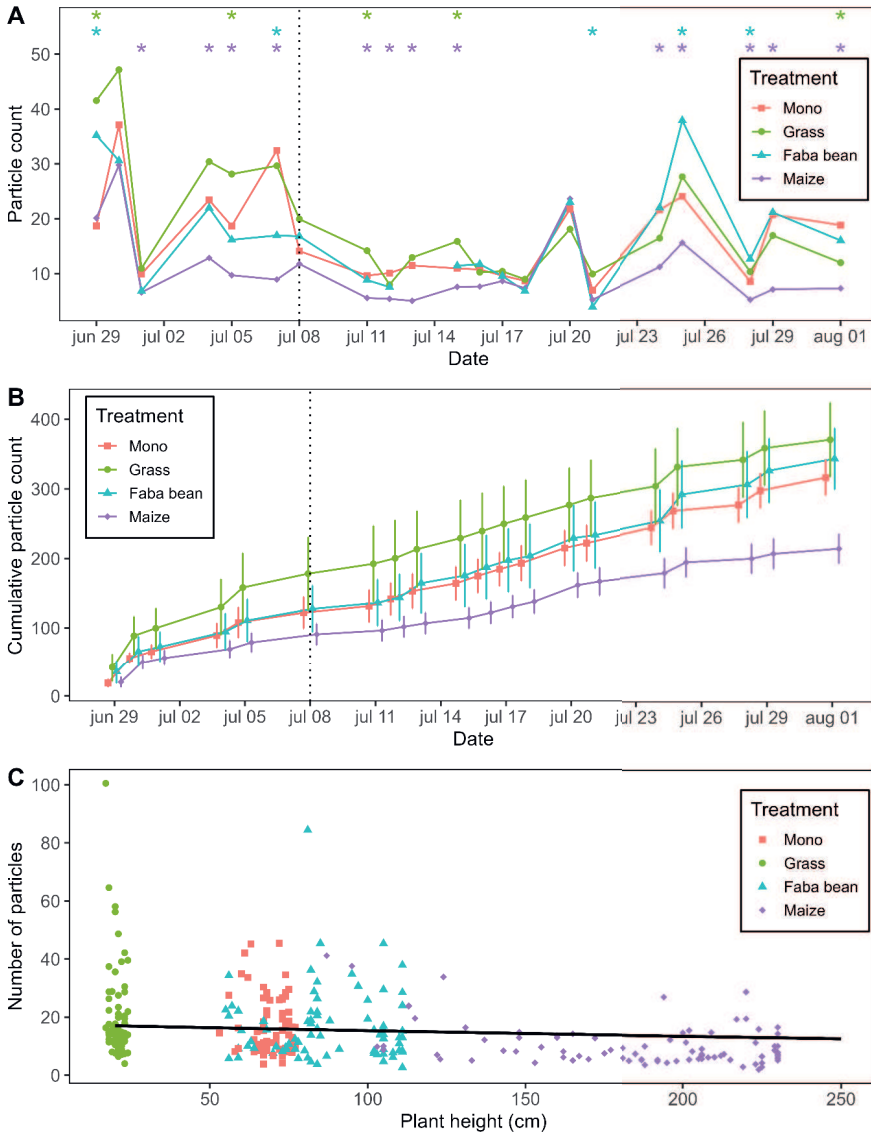 A
* * * * *
* * * * *
* * * * * * * * * * * * *
Particle count
50
40
30
20
10
Treatment
Mono
Grass
Faba bean
Maize
jun 29 jul 02 jul 05 jul 08 jul 11 jul 14 jul 17 jul 20 jul 23 jul 26 jul 29 aug 01
Date
B
Cumulative particle count
400
300
200
100
0
Treatment
Mono
Grass
Faba bean
Maize
jun 29 jul 02 jul 05 jul 08 jul 11 jul 14 jul 17 jul 20 jul 23 jul 26 jul 29 aug 01
Date
C
Number of particles
100
80
60
40
20
0
Treatment
Mono
Grass
Faba bean
Maize
50 100 150 200 250
Plant height (cm)